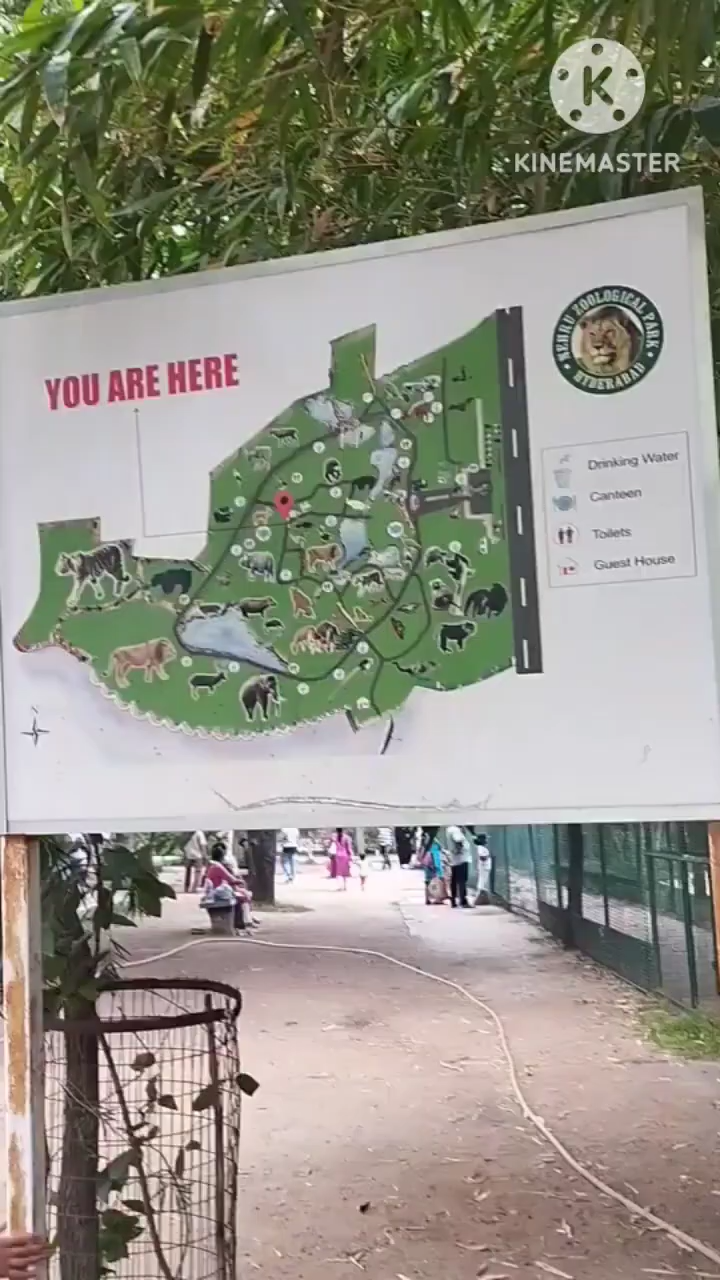 K
KINEMASTER
NEHRU ZOOLOGICAL PARK
HYDERABAD
YOU ARE HERE
Drinking Water
Canteen
Toilets
Guest House